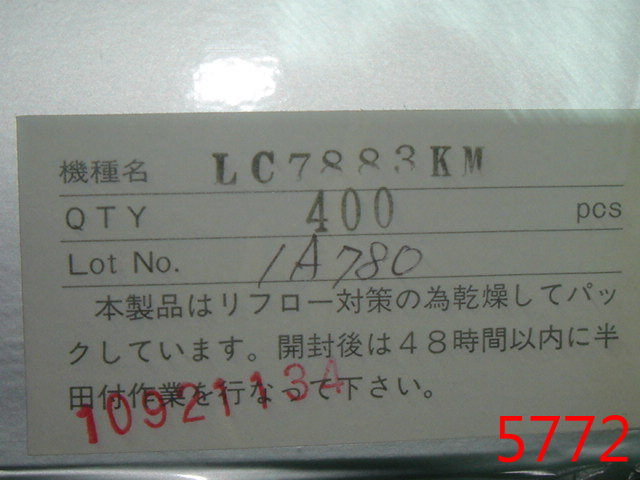 機種名 LC7883KM
QTY 400 pcs
Lot No. 1A780
本製品はリフロー対策の為乾燥してパッ
クしています。開封後は48時間以内に半
田付作業を行なって下さい。
10921134
5772